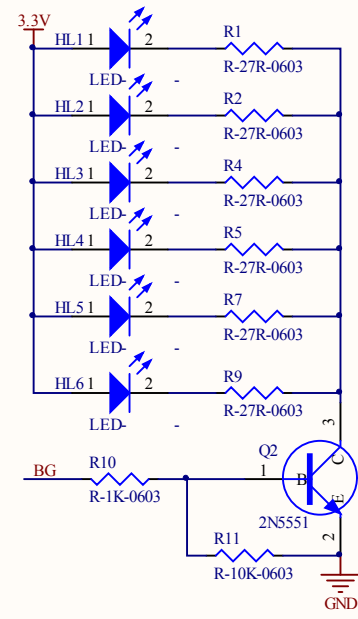 3.3V
HL1 1 2 R1
LED- - R-27R-0603
HL2 1 2 R2
LED- - R-27R-0603
HL3 1 2 R4
LED- - R-27R-0603
HL4 1 2 R5
LED- - R-27R-0603
HL5 1 2 R7
LED- - R-27R-0603
HL6 1 2 R9
LED- - R-27R-0603
3
Q2
C
BG R10 1 B
R-1K-0603
E
2N5551
2
R11
R-10K-0603
GND